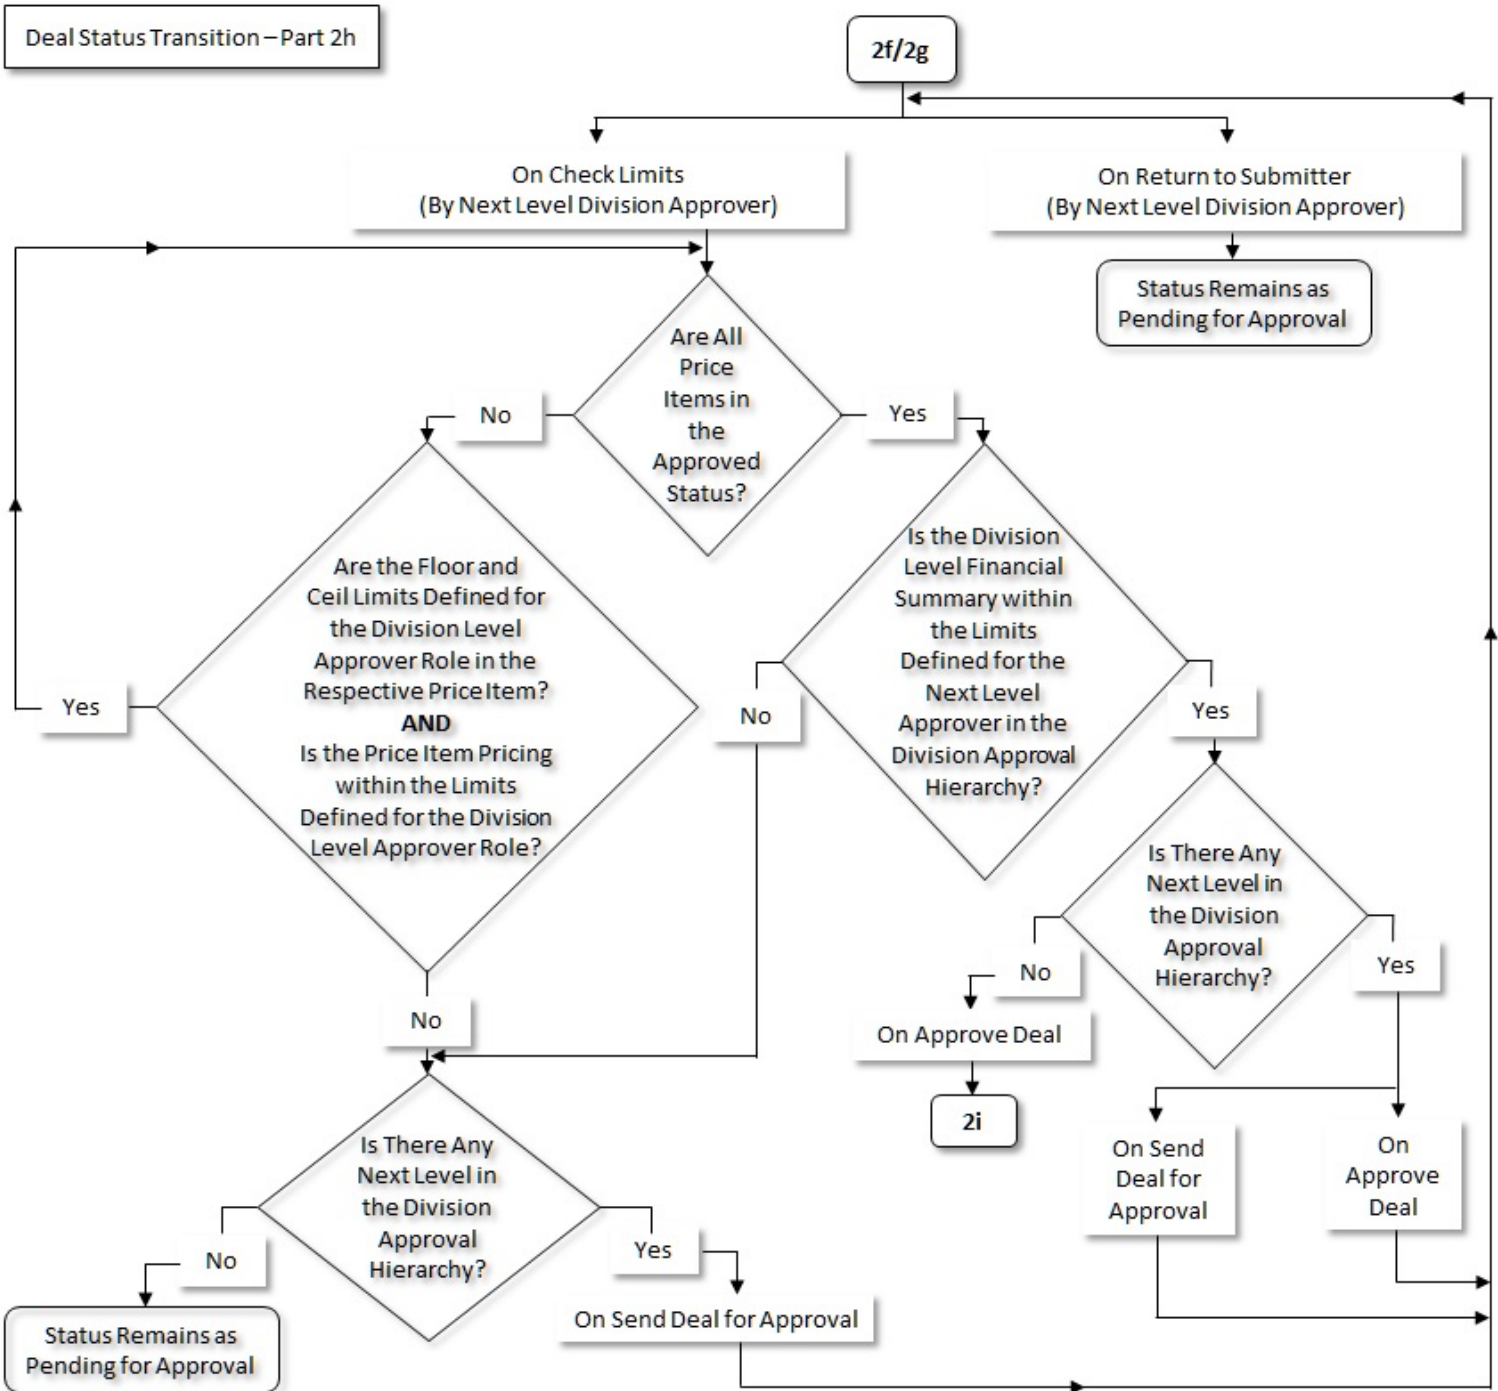 Deal Status Transition – Part 2h
2f/2g
On Check Limits
(By Next Level Division Approver)
On Return to Submitter
(By Next Level Division Approver)
Status Remains as
Pending for Approval
Are All
Price
Items in
the
Approved
Status?
No
Yes
Are the Floor and
Ceil Limits Defined for
the Division Level
Approver Role in the
Respective Price Item?
AND
Is the Price Item Pricing
within the Limits
Defined for the Division
Level Approver Role?
Yes
No
Is the Division
Level Financial
Summary within
the Limits
Defined for the
Next Level
Approver in the
Division Approval
Hierarchy?
No
Yes
Is There Any
Next Level in
the Division
Approval
Hierarchy?
No
Yes
On Approve Deal
2i
On Send
Deal for
Approval
On
Approve
Deal
Is There Any
Next Level in
the Division
Approval
Hierarchy?
No
Yes
Status Remains as
Pending for Approval
On Send Deal for Approval